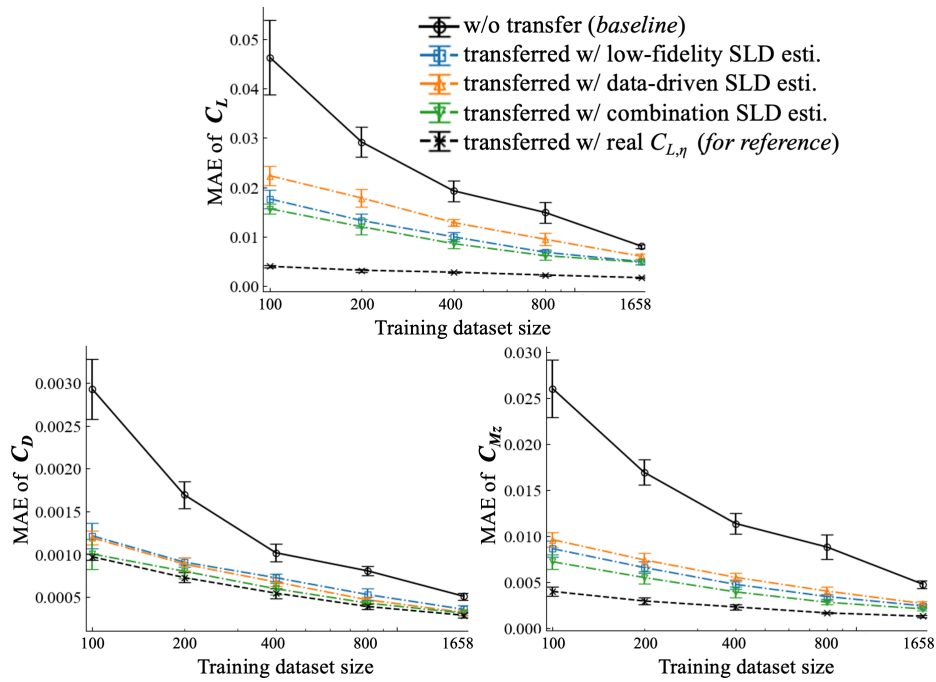 w/o transfer (baseline)
transferred w/ low-fidelity SLD esti.
transferred w/ data-driven SLD esti.
transferred w/ combination SLD esti.
transferred w/ real C_{L,η} (for reference)
MAE of C_L
0.05
0.04
0.03
0.02
0.01
0.00
100 200 400 800 1658
Training dataset size
MAE of C_D
0.0030
0.0025
0.0020
0.0015
0.0010
0.0005
100 200 400 800 1658
Training dataset size
MAE of C_{Mz}
0.030
0.025
0.020
0.015
0.010
0.005
0.000
100 200 400 800 1658
Training dataset size